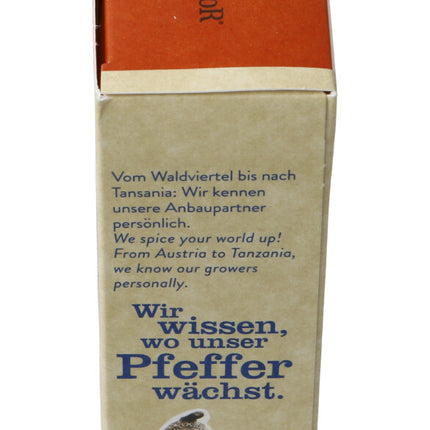 Vom Waldviertel bis nach
Tansania: Wir kennen
unsere Anbaupartner
persönlich.
We spice your world up!
From Austria to Tanzania,
we know our growers
personally.
Wir
wissen,
wo unser
Pfeffer
wächst.